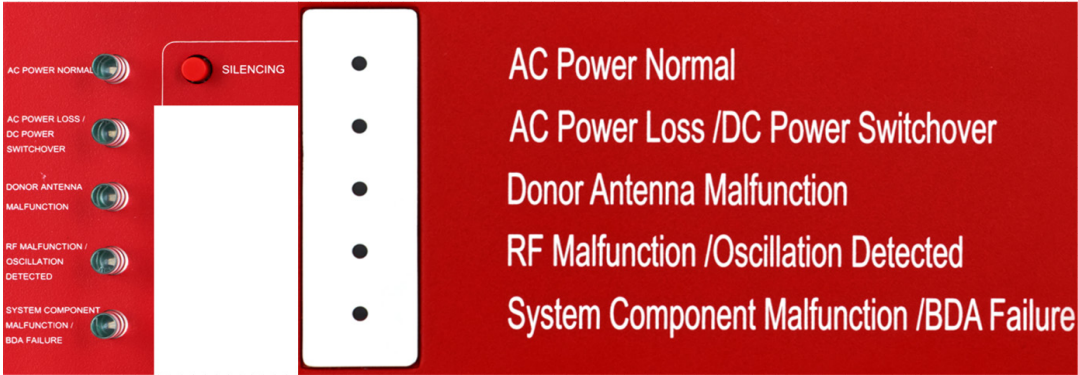 AC POWER NORMAL
SILENCING
AC POWER LOSS /
DC POWER
SWITCHOVER
DONOR ANTENNA
MALFUNCTION
RF MALFUNCTION /
OSCILLATION
DETECTED
SYSTEM COMPONENT
MALFUNCTION /
BDA FAILURE
AC Power Normal
AC Power Loss /DC Power Switchover
Donor Antenna Malfunction
RF Malfunction /Oscillation Detected
System Component Malfunction /BDA Failure